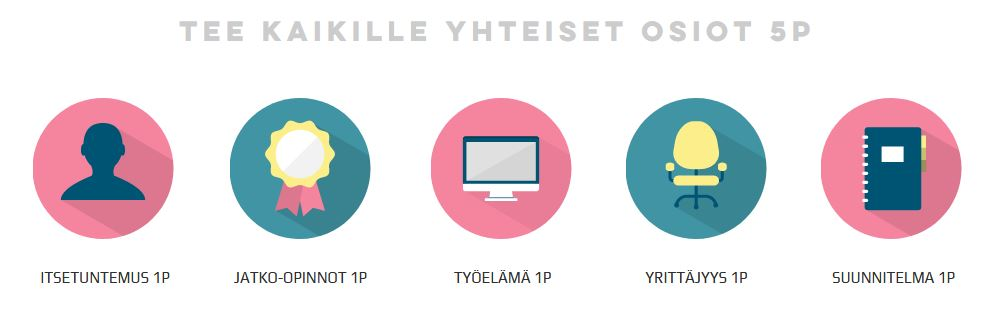 TEE KAIKILLE YHTEISET OSIOT 5P
ITSETUNTEMUS 1P
JATKO-OPINNOT 1P
TYÖELÄMÄ 1P
YRITTÄJYYS 1P
SUUNNITELMA 1P